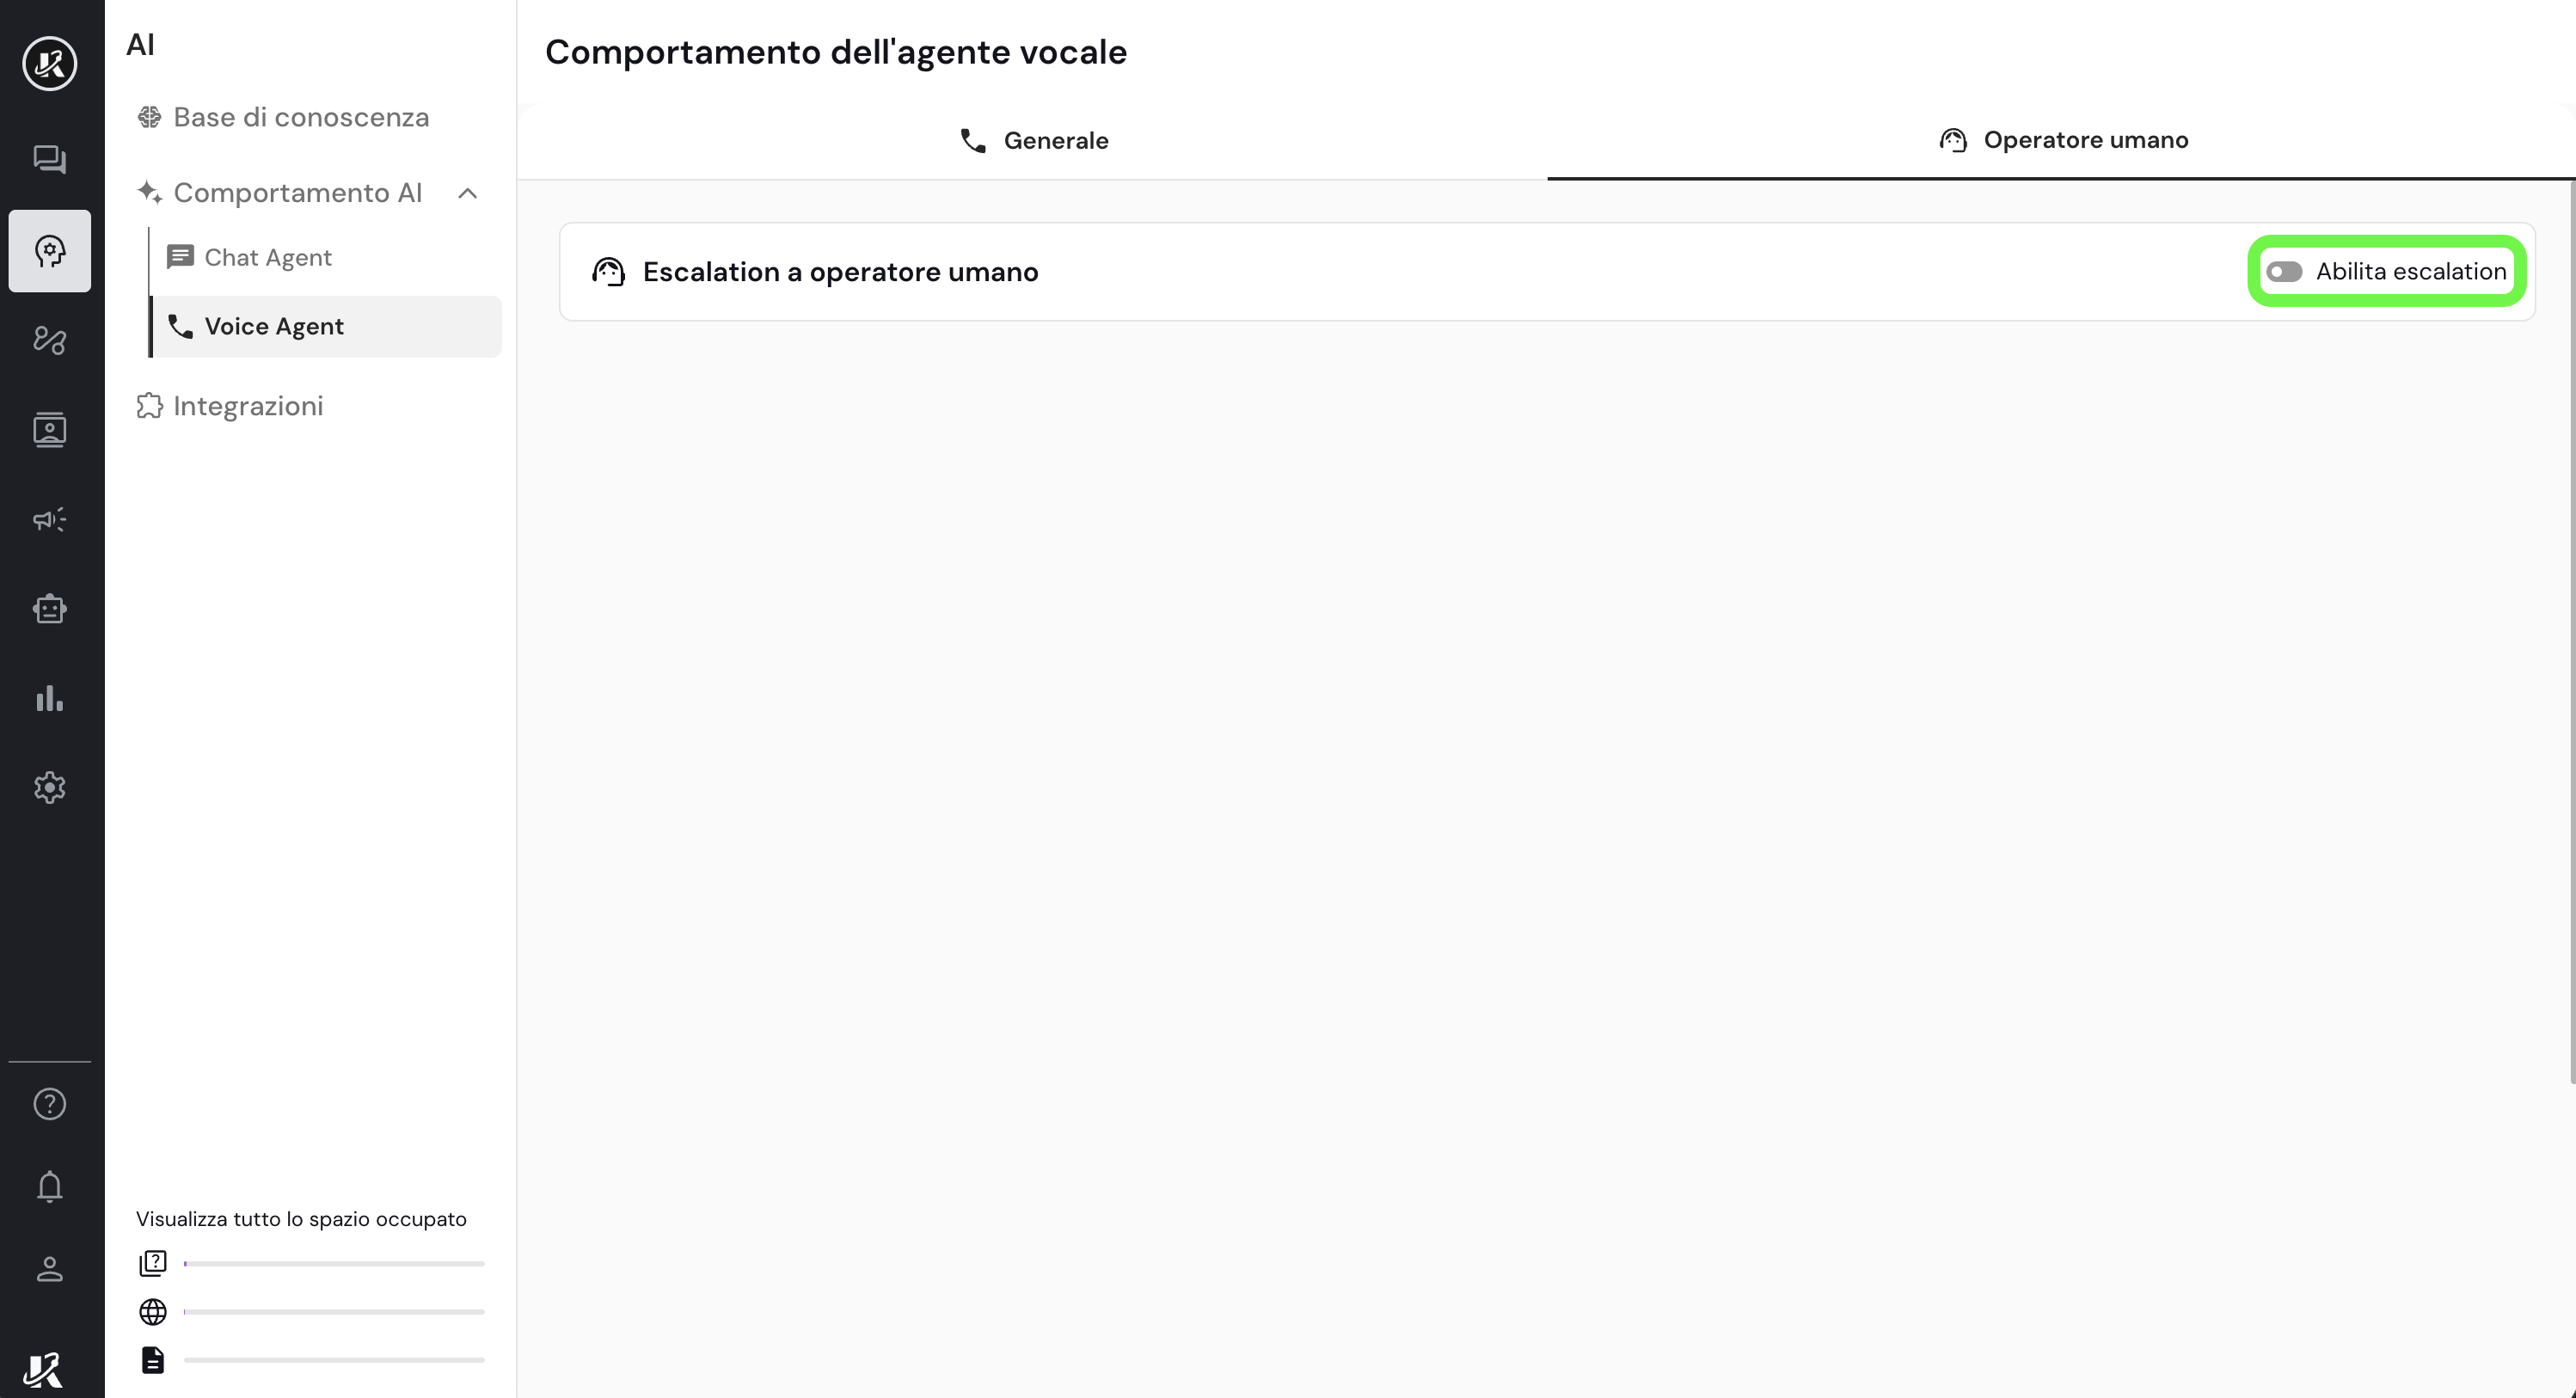 AI
Base di conoscenza
Comportamento AI
Chat Agent
Voice Agent
Integrazioni
Visualizza tutto lo spazio occupato
Comportamento dell'agente vocale
Generale
Operatore umano
Escalation a operatore umano
Abilita escalation